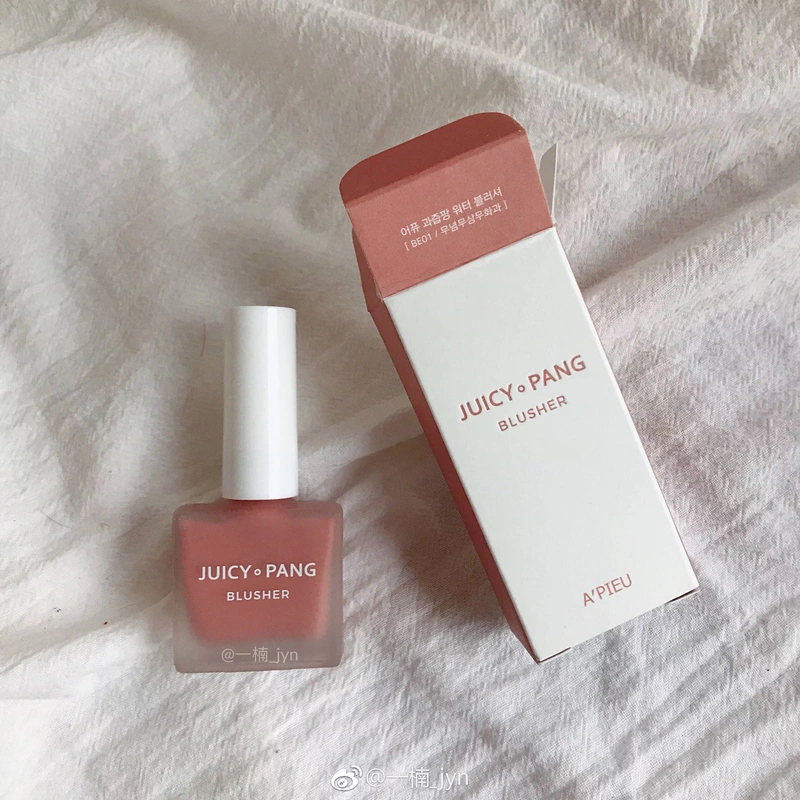 어퓨 과즙팡 워터 블러셔
[ BE01 / 무념무상무화과 ]
JUICY∘PANG
BLUSHER
A'PIEU
JUICY∘PANG
BLUSHER
@一楠_jyn
@一楠_jyn